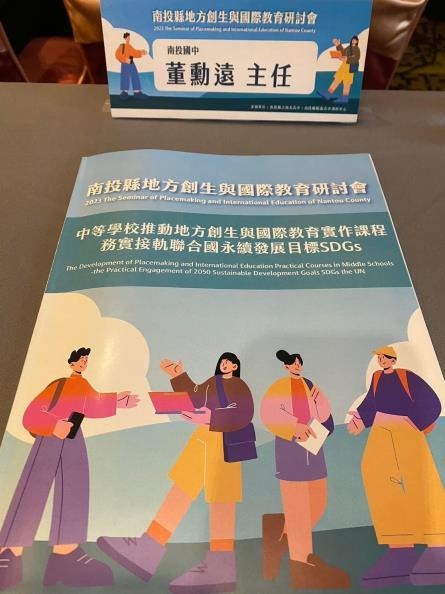 南投縣地方創生與國際教育研討會
2023 The Seminar of Placemaking and International Education of Nantou County
南投國中
董勳遠 主任
南投縣地方創生與國際教育研討會
2023 The Seminar of Placemaking and International Education of Nantou County
中等學校推動地方創生與國際教育實作課程
務實接軌聯合國永續發展目標SDGs
The Development of Placemaking and International Education Practical Courses in Middle Schools
-the Practical Engagement of 2050 Sustainable Development Goals SDGs the UN